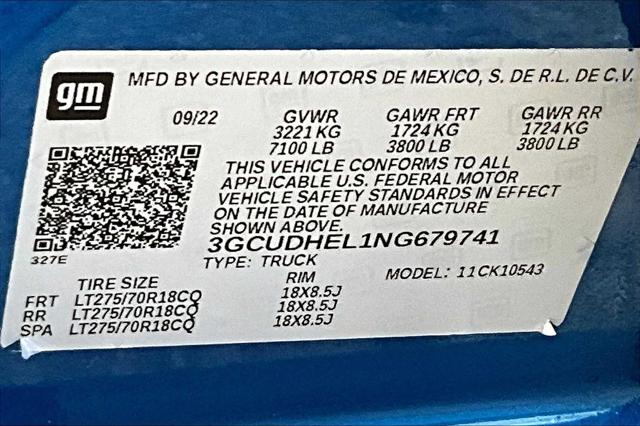 gm
MFD BY GENERAL MOTORS DE MEXICO, S. DE R.L. DE C.V.
09/22 GVWR GAWR FRT GAWR RR
3221 KG 1724 KG 1724 KG
7100 LB 3800 LB 3800 LB
THIS VEHICLE CONFORMS TO ALL
APPLICABLE U.S. FEDERAL MOTOR
VEHICLE SAFETY STANDARDS IN EFFECT
ON THE DATE OF MANUFACTURE
SHOWN ABOVE.
327E
3GCUDHEL1NG679741
TYPE: TRUCK MODEL: 11CK10543
TIRE SIZE RIM
FRT LT275/70R18CQ 18X8.5J
RR LT275/70R18CQ 18X8.5J
SPA LT275/70R18CQ 18X8.5J